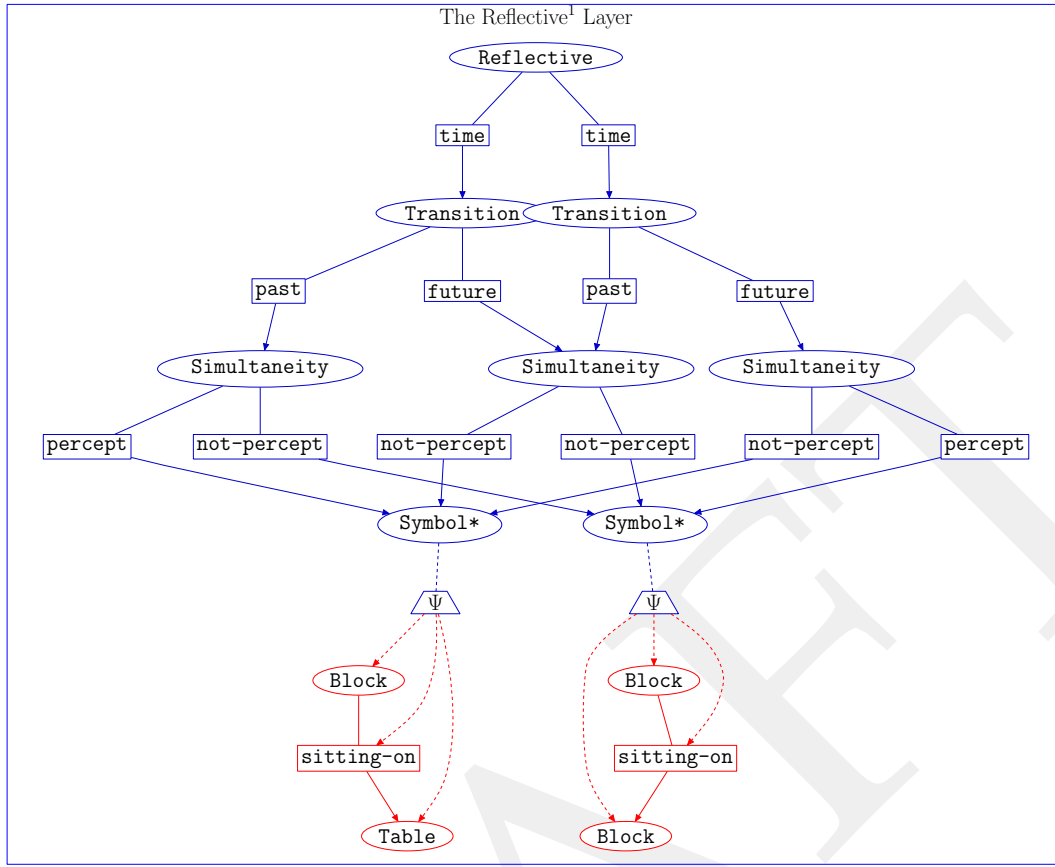 The Reflective¹ Layer
Reflective
time time
Transition Transition
past future past future
Simultaneity Simultaneity Simultaneity
percept not-percept not-percept not-percept not-percept percept
Symbol* Symbol*
Ψ Ψ
Block Block
sitting-on sitting-on
Table Block